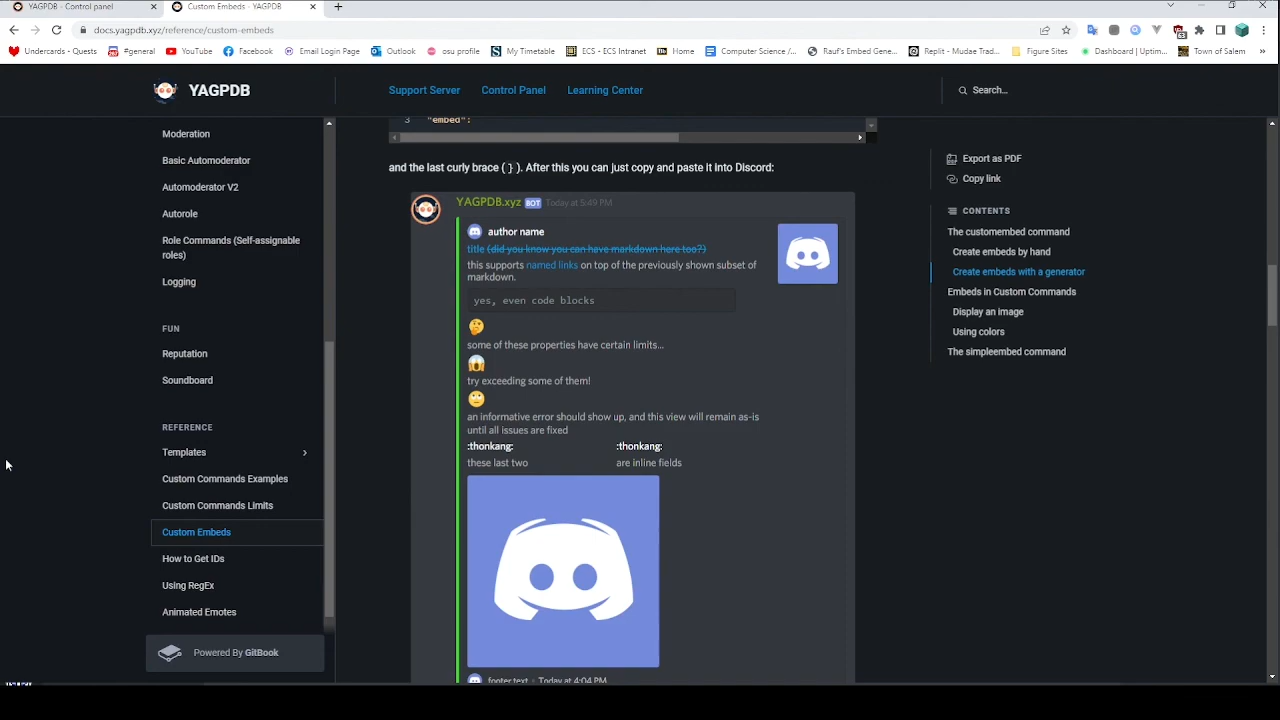 YAGPDB - Control panel
Custom Embeds - YAGPDB
docs.yagpdb.xyz/reference/custom-embeds
Undercards - Quests
#general
YouTube
Facebook
Email Login Page
Outlook
osu profile
My Timetable
ECS • ECS Intranet
Home
Computer Science /...
Rauf's Embed Gene...
Replit - Mudae Trad...
Figure Sites
Dashboard | Uptim...
Town of Salem
YAGPDB
Support Server
Control Panel
Learning Center
Search...
Moderation
Basic Automoderator
Automoderator V2
Autorole
Role Commands (Self-assignable
roles)
Logging
FUN
Reputation
Soundboard
REFERENCE
Templates
Custom Commands Examples
Custom Commands Limits
Custom Embeds
How to Get IDs
Using RegEx
Animated Emotes
Powered By GitBook
3 "embed":
and the last curly brace ( } ). After this you can just copy and paste it into Discord:
YAGPDB.xyz BOT Today at 5:49 PM
author name
title (did you know you can have markdown here too?)
this supports named links on top of the previously shown subset of
markdown.
yes, even code blocks
some of these properties have certain limits...
try exceeding some of them!
an informative error should show up, and this view will remain as-is
until all issues are fixed
:thonkang: :thonkang:
these last two are inline fields
footer text • Today at 4:04 PM
Export as PDF
Copy link
CONTENTS
The customembed command
Create embeds by hand
Create embeds with a generator
Embeds in Custom Commands
Display an image
Using colors
The simpleembed command